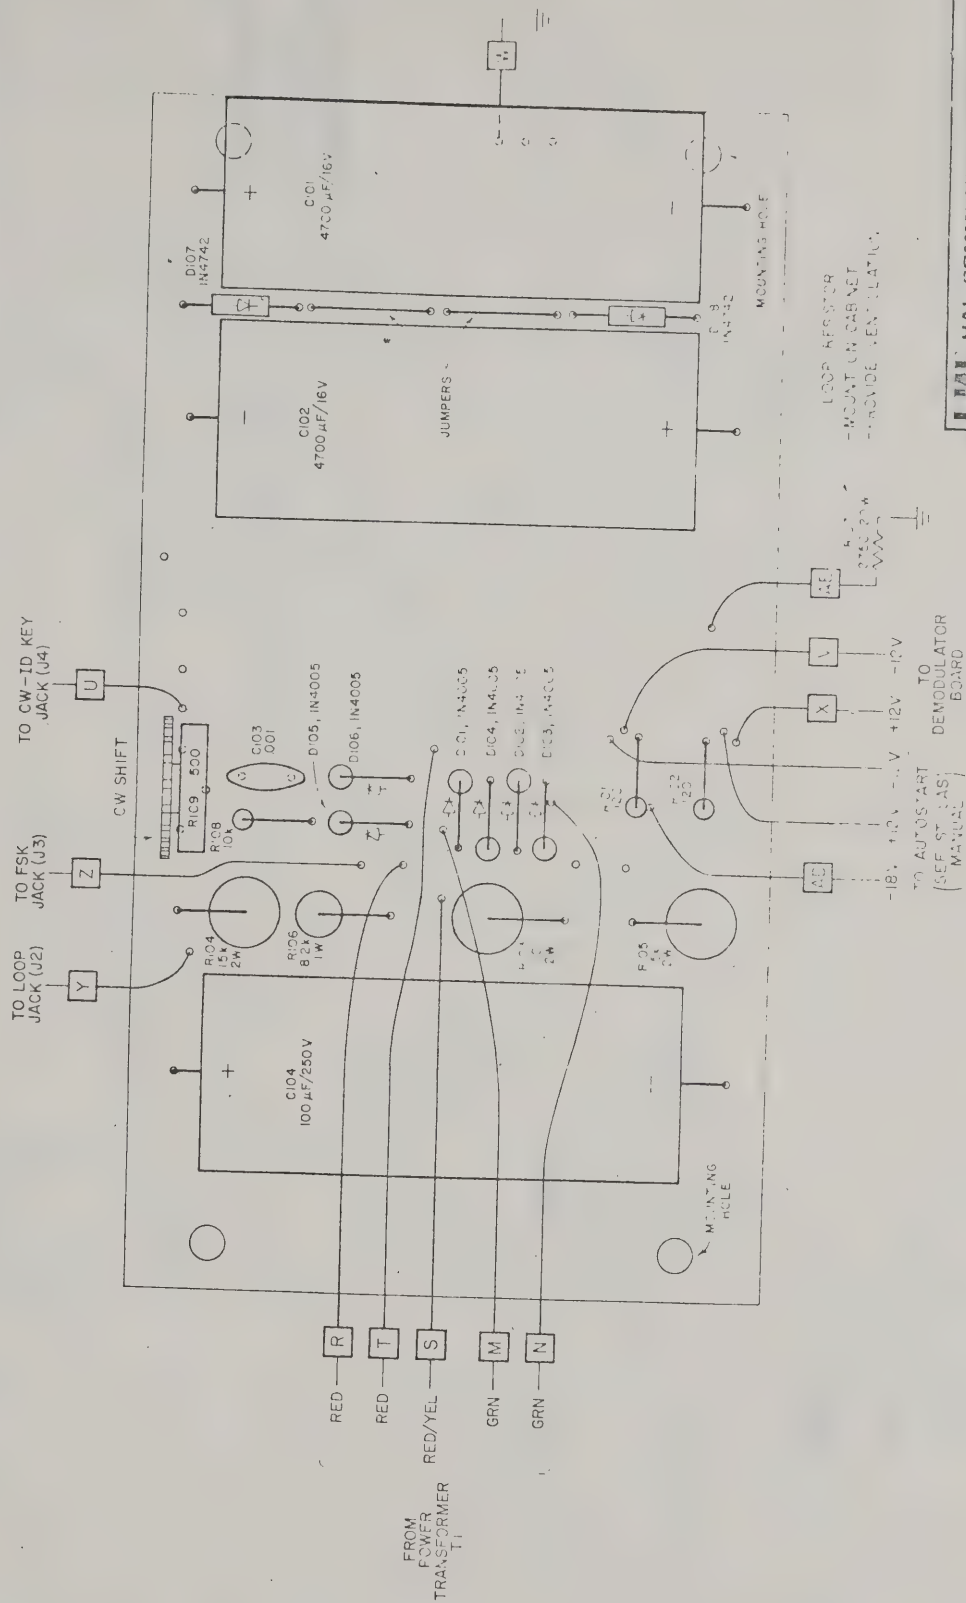 TO CW-ID KEY
JACK (J4)
U
TO FSK
JACK (J3)
Z
TO LOOP
JACK (J2)
Y
CW SHIFT
R109 500
C103
.001
R108
10k
D105, 1N4005
D106, 1N4005
R104
15k
2W
R106
8.2k
1W
D107
1N4742
C101
4700 µF/16V
+
-
C102
4700 µF/16V
-
+
JUMPERS
1N4742
MOUNTING HOLE
D101, 1N4005
D104, 1N4005
D103, 1N4005
C104
100 µF/250V
+
-
MOUNTING
HOLE
R105
2W
LOOP RESISTOR
-MOUNT ON CABINET
-PROVIDE VENTILATION
V
X
-12V
+12V
-18V
TO
DEMODULATOR
BOARD
TO AUTOSTART
MANUAL
RED
R
RED
T
RED/YEL
S
GRN
M
GRN
N
FROM
POWER
TRANSFORMER
T1